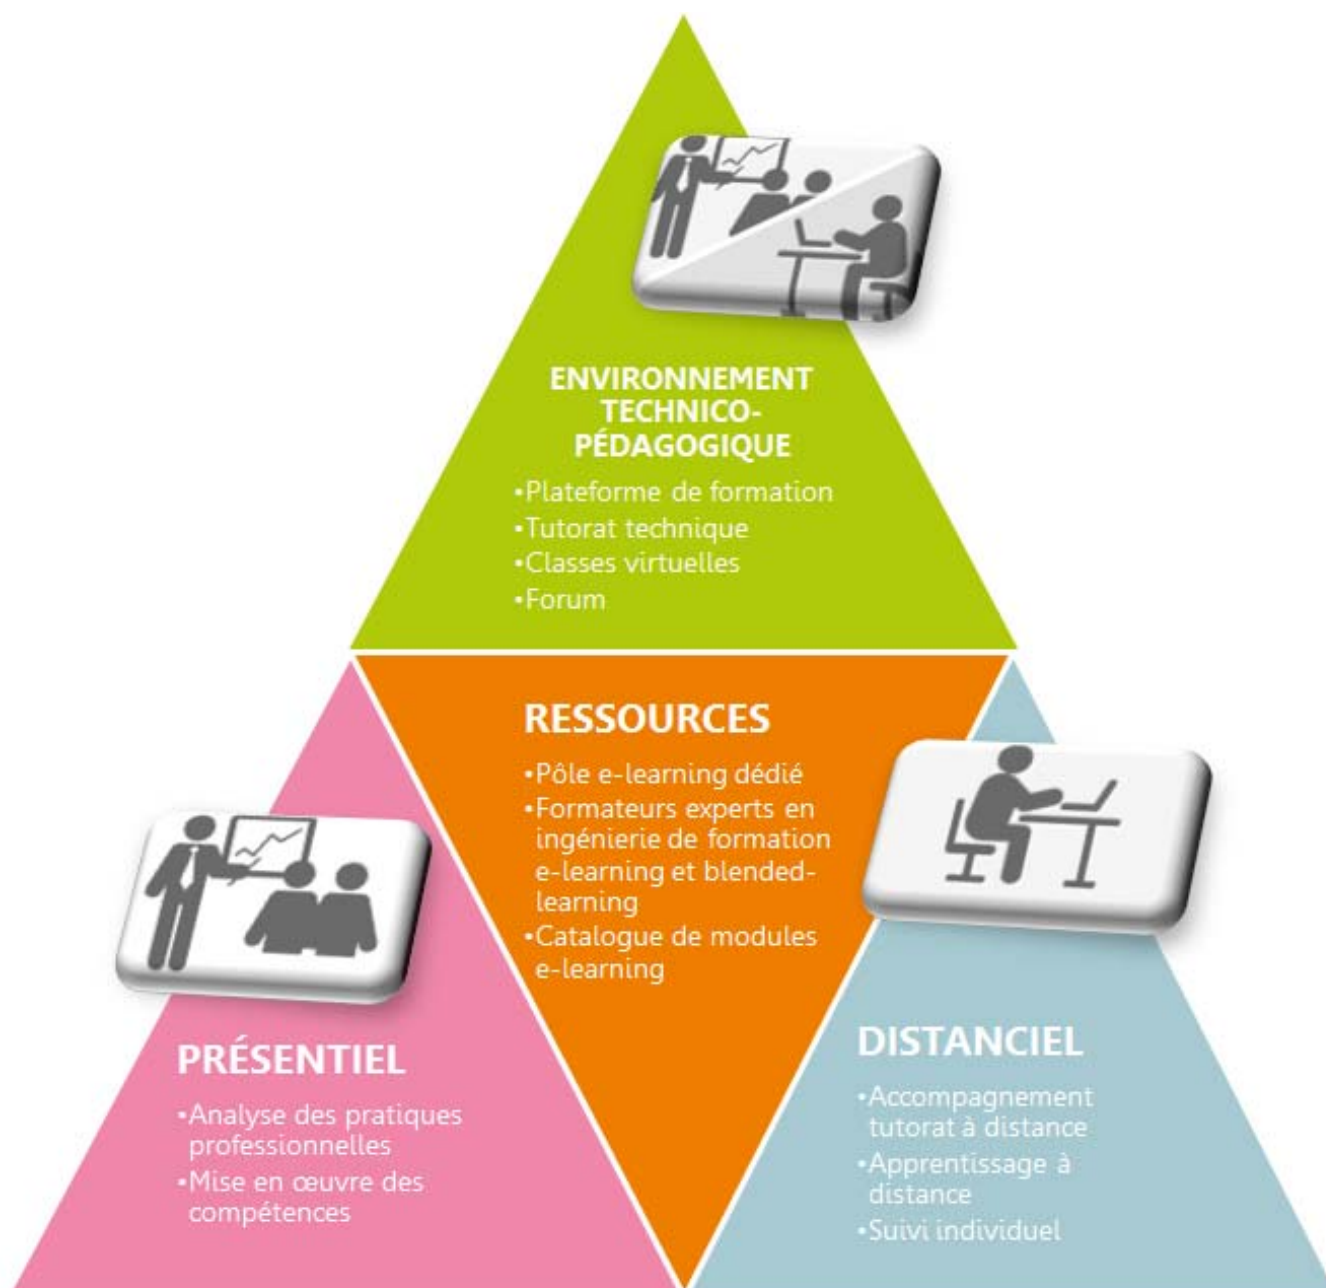 ENVIRONNEMENT
TECHNICO-
PÉDAGOGIQUE
•Plateforme de formation
•Tutorat technique
•Classes virtuelles
•Forum
RESSOURCES
•Pôle e-learning dédié
•Formateurs experts en
ingénierie de formation
e-learning et blended-
learning
•Catalogue de modules
e-learning
PRÉSENTIEL
•Analyse des pratiques
professionnelles
•Mise en œuvre des
compétences
DISTANCIEL
•Accompagnement
tutorat à distance
•Apprentissage à
distance
•Suivi individuel